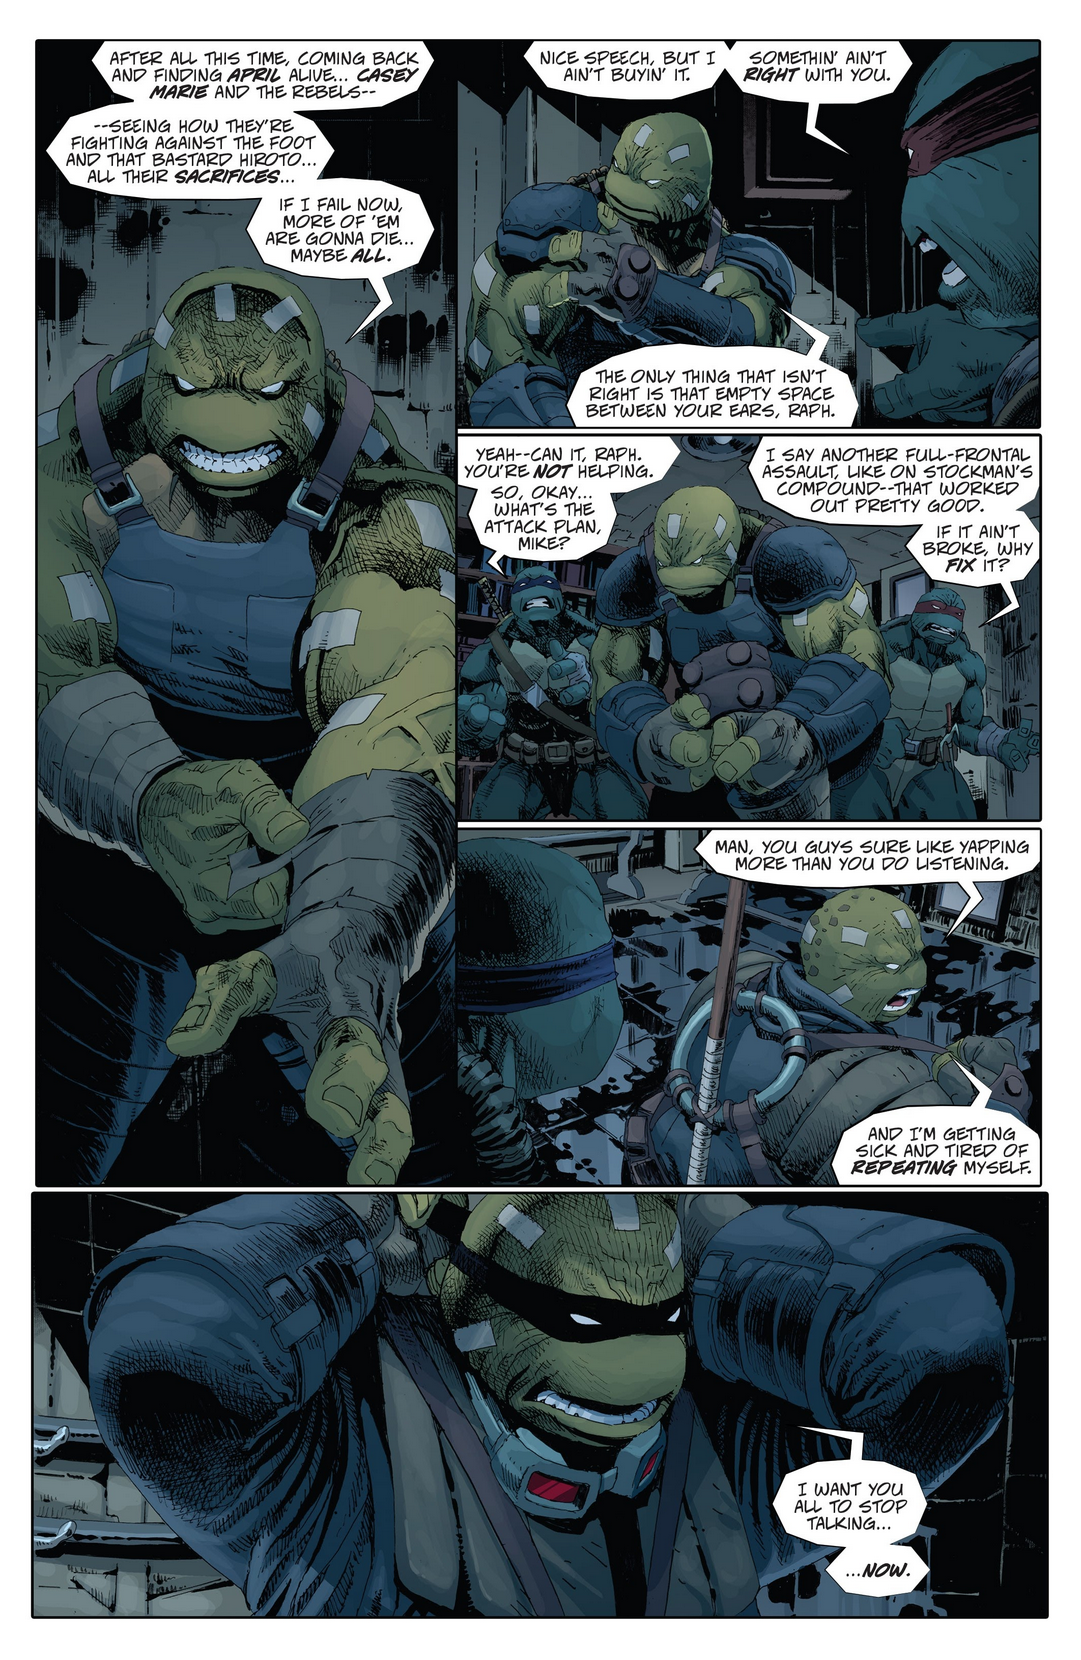 AFTER ALL THIS TIME, COMING BACK
AND FINDING APRIL ALIVE... CASEY
MARIE AND THE REBELS--
--SEEING HOW THEY'RE
FIGHTING AGAINST THE FOOT
AND THAT BASTARD HIROTO...
ALL THEIR SACRIFICES...
IF I FAIL NOW,
MORE OF 'EM
ARE GONNA DIE...
MAYBE ALL.
NICE SPEECH, BUT I
AIN'T BUYIN' IT.
SOMETHIN' AIN'T
RIGHT WITH YOU.
THE ONLY THING THAT ISN'T
RIGHT IS THAT EMPTY SPACE
BETWEEN YOUR EARS, RAPH.
YEAH--CAN IT, RAPH.
YOU'RE NOT HELPING.
SO, OKAY...
WHAT'S THE
ATTACK PLAN,
MIKE?
I SAY ANOTHER FULL-FRONTAL
ASSAULT, LIKE ON STOCKMAN'S
COMPOUND--THAT WORKED
OUT PRETTY GOOD.
IF IT AIN'T
BROKE, WHY
FIX IT?
MAN, YOU GUYS SURE LIKE YAPPING
MORE THAN YOU DO LISTENING.
AND I'M GETTING
SICK AND TIRED OF
REPEATING MYSELF.
I WANT YOU
ALL TO STOP
TALKING...
...NOW.